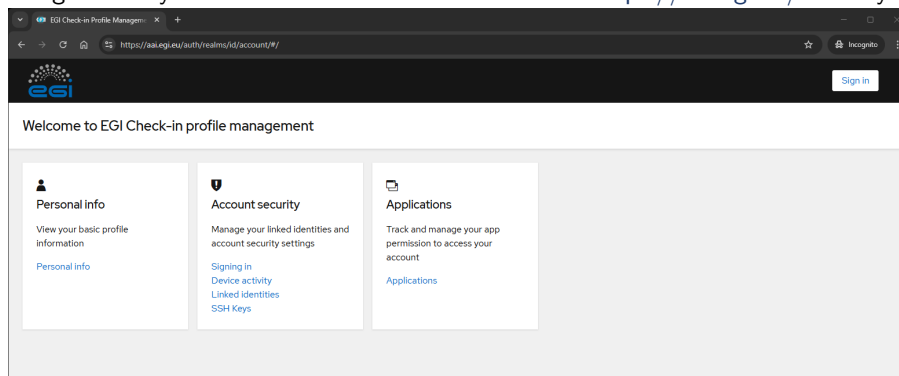 EGI Check-in Profile Managem
https://aai.egi.eu/auth/realms/id/account/#/
Incognito
egi
Sign in
Welcome to EGI Check-in profile management
Personal info
View your basic profile
information
Personal info
Account security
Manage your linked identities and
account security settings
Signing in
Device activity
Linked identities
SSH Keys
Applications
Track and manage your app
permission to access your
account
Applications